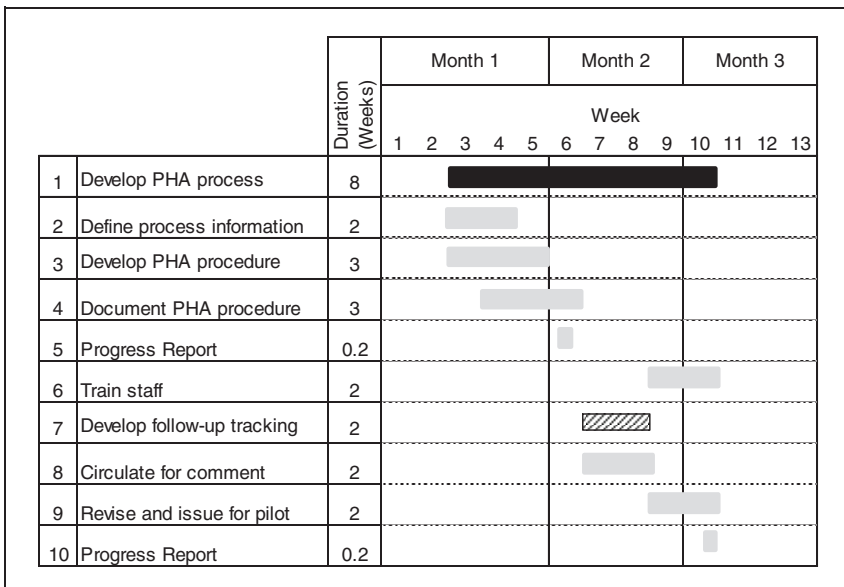 Month 1 Month 2 Month 3
Duration
(Weeks)
Week
1 2 3 4 5 6 7 8 9 10 11 12 13
1 Develop PHA process 8
2 Define process information 2
3 Develop PHA procedure 3
4 Document PHA procedure 3
5 Progress Report 0.2
6 Train staff 2
7 Develop follow-up tracking 2
8 Circulate for comment 2
9 Revise and issue for pilot 2
10 Progress Report 0.2